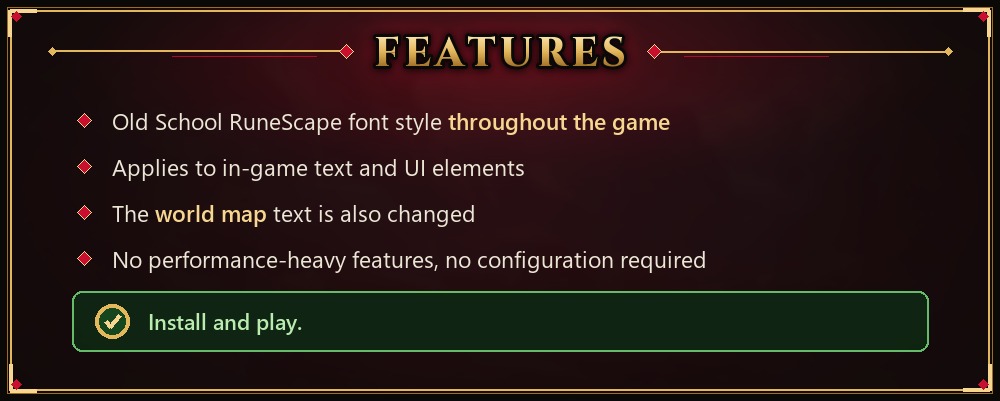 FEATURES
Old School RuneScape font style throughout the game
Applies to in-game text and UI elements
The world map text is also changed
No performance-heavy features, no configuration required
Install and play.